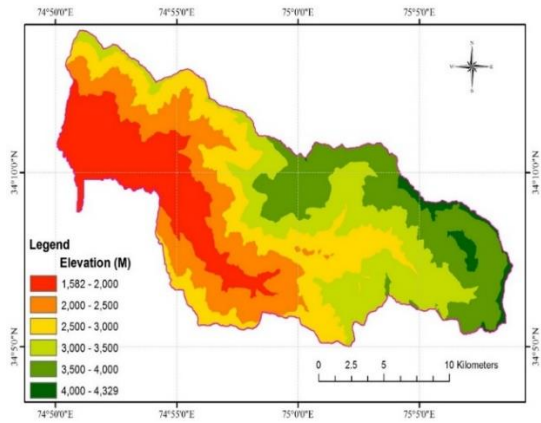 74°50'0"E 74°55'0"E 75°0'0"E 75°5'0"E
34°10'0"N 34°10'0"N
Legend
Elevation (M)
1,582 - 2,000
2,000 - 2,500
2,500 - 3,000
3,000 - 3,500
3,500 - 4,000
4,000 - 4,329
0 2.5 5 10 Kilometers
34°5'0"N 34°5'0"N
74°50'0"E 74°55'0"E 75°0'0"E 75°5'0"E